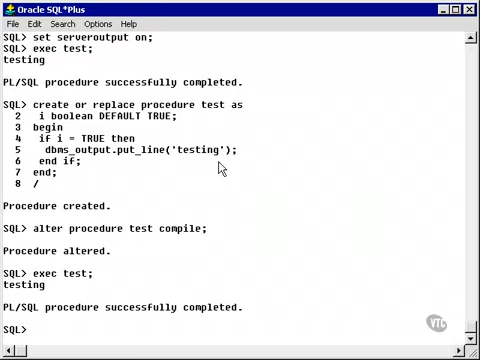 Oracle SQL*Plus
File Edit Search Options Help
SQL> set serveroutput on;
SQL> exec test;
testing
PL/SQL procedure successfully completed.
SQL> create or replace procedure test as
2 i boolean DEFAULT TRUE;
3 begin
4 if i = TRUE then
5 dbms_output.put_line('testing');
6 end if;
7 end;
8 /
Procedure created.
SQL> alter procedure test compile;
Procedure altered.
SQL> exec test;
testing
PL/SQL procedure successfully completed.
SQL>
VTC